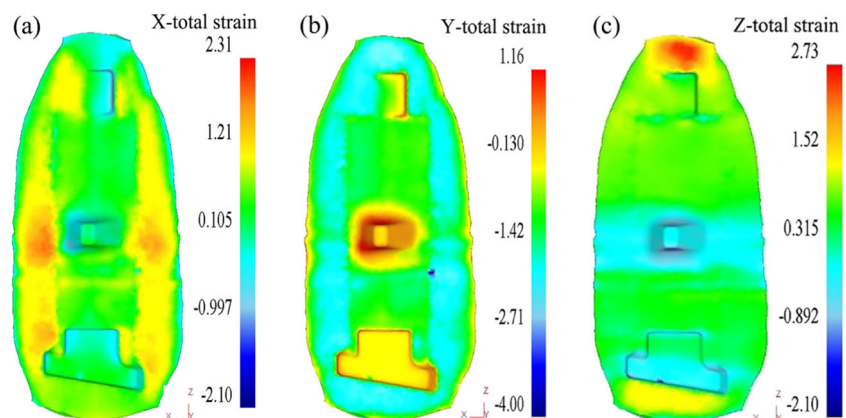 (a) X-total strain
2.31
1.21
0.105
-0.997
-2.10
z
x
(b) Y-total strain
1.16
-0.130
-1.42
-2.71
-4.00
z
x
(c) Z-total strain
2.73
1.52
0.315
-0.892
-2.10
z
x